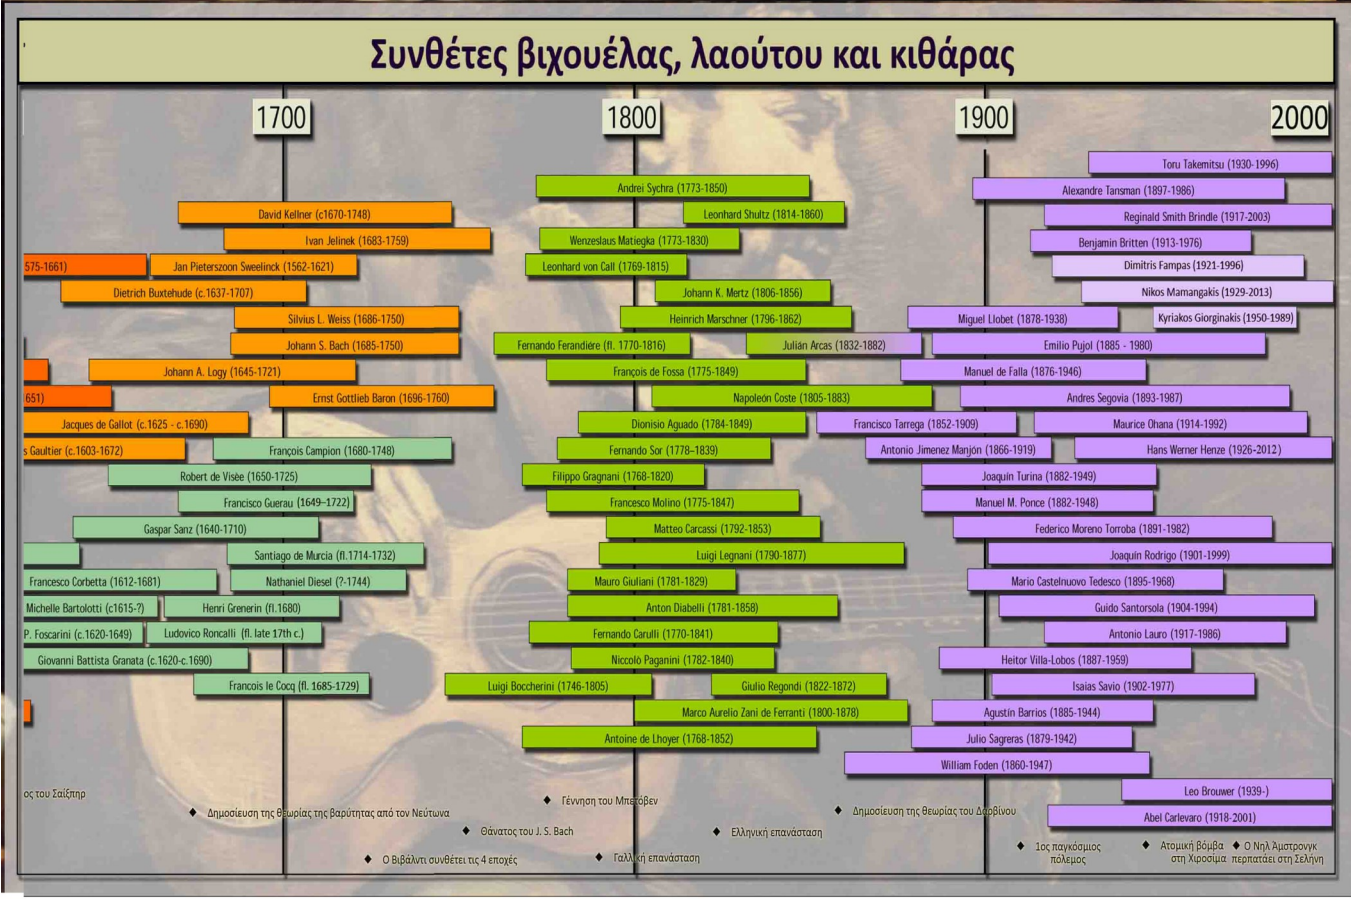 Συνθέτες βιχουέλας, λαούτου και κιθάρας
1700
1800
1900
2000
Toru Takemitsu (1930-1996)
Andrei Sychra (1773-1850)
Alexandre Tansman (1897-1986)
David Kellner (c1670-1748)
Leonhard Shultz (1814-1860)
Reginald Smith Brindle (1917-2003)
Ivan Jelinek (1683-1759)
Wenzeslaus Matiegka (1773-1830)
Benjamin Britten (1913-1976)
575-1661)
Jan Pieterszoon Sweelinck (1562-1621)
Leonhard von Call (1769-1815)
Dimitris Fampas (1921-1996)
Dietrich Buxtehude (c.1637-1707)
Johann K. Mertz (1806-1856)
Nikos Mamangakis (1929-2013)
Silvius L. Weiss (1686-1750)
Heinrich Marschner (1796-1862)
Miguel Llobet (1878-1938)
Kyriakos Giorginakis (1950-1989)
Johann S. Bach (1685-1750)
Fernando Ferandiére (fl. 1770-1816)
Julián Arcas (1832-1882)
Emilio Pujol (1885 - 1980)
Johann A. Logy (1645-1721)
François de Fossa (1775-1849)
Manuel de Falla (1876-1946)
651)
Ernst Gottlieb Baron (1696-1760)
Napoleón Coste (1805-1883)
Andres Segovia (1893-1987)
Jacques de Gallot (c.1625 - c.1690)
Dionisio Aguado (1784-1849)
Francisco Tarrega (1852-1909)
Maurice Ohana (1914-1992)
s Gaultier (c.1603-1672)
François Campion (1680-1748)
Fernando Sor (1778–1839)
Antonio Jimenez Manjón (1866-1919)
Hans Werner Henze (1926-2012)
Robert de Visèe (1650-1725)
Filippo Gragnani (1768-1820)
Joaquín Turina (1882-1949)
Francisco Guerau (1649–1722)
Francesco Molino (1775-1847)
Manuel M. Ponce (1882-1948)
Gaspar Sanz (1640-1710)
Matteo Carcassi (1792-1853)
Federico Moreno Torroba (1891-1982)
Santiago de Murcia (fl.1714-1732)
Luigi Legnani (1790-1877)
Joaquín Rodrigo (1901-1999)
Francesco Corbetta (1612-1681)
Nathaniel Diesel (?-1744)
Mauro Giuliani (1781-1829)
Mario Castelnuovo Tedesco (1895-1968)
Michelle Bartolotti (c1615-?)
Henri Grenerin (fl.1680)
Anton Diabelli (1781-1858)
Guido Santorsola (1904-1994)
P. Foscarini (c.1620-1649)
Ludovico Roncalli (fl. late 17th c.)
Fernando Carulli (1770-1841)
Antonio Lauro (1917-1986)
Giovanni Battista Granata (c.1620-c.1690)
Niccolò Paganini (1782-1840)
Heitor Villa-Lobos (1887-1959)
Francois le Cocq (fl. 1685-1729)
Luigi Boccherini (1746-1805)
Giulio Regondi (1822-1872)
Isaias Savio (1902-1977)
Marco Aurelio Zani de Ferranti (1800-1878)
Agustín Barrios (1885-1944)
Antoine de Lhoyer (1768-1852)
Julio Sagreras (1879-1942)
William Foden (1860-1947)
Leo Brouwer (1939-)
Abel Carlevaro (1918-2001)
ος του Σαίξπηρ
Δημοσίευση της θεωρίας της βαρύτητας από τον Νεύτωνα
Γέννηση του Μπετόβεν
Δημοσίευση της θεωρίας του Δαρβίνου
Θάνατος του J. S. Bach
Ελληνική επανάσταση
Ο Βιβάλντι συνθέτει τις 4 εποχές
Γαλλική επανάσταση
1ος παγκόσμιος
πόλεμος
Ατομική βόμβα
στη Χιροσίμα
Ο Νηλ Άμστρονγκ
περπατάει στη Σελήνη